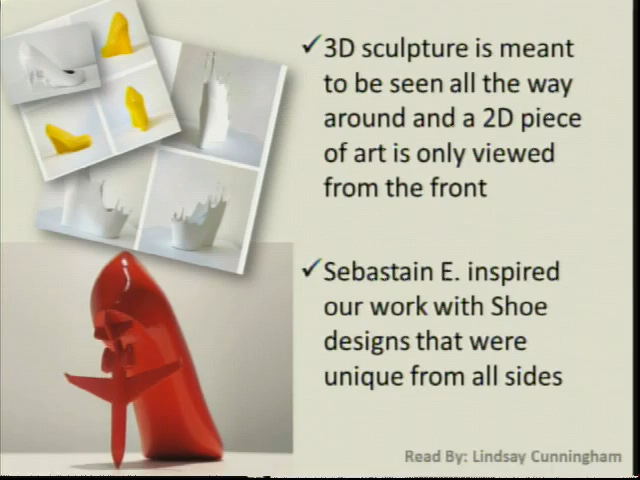 ✓3D sculpture is meant
to be seen all the way
around and a 2D piece
of art is only viewed
from the front
✓Sebastain E. inspired
our work with Shoe
designs that were
unique from all sides
Read By: Lindsay Cunningham